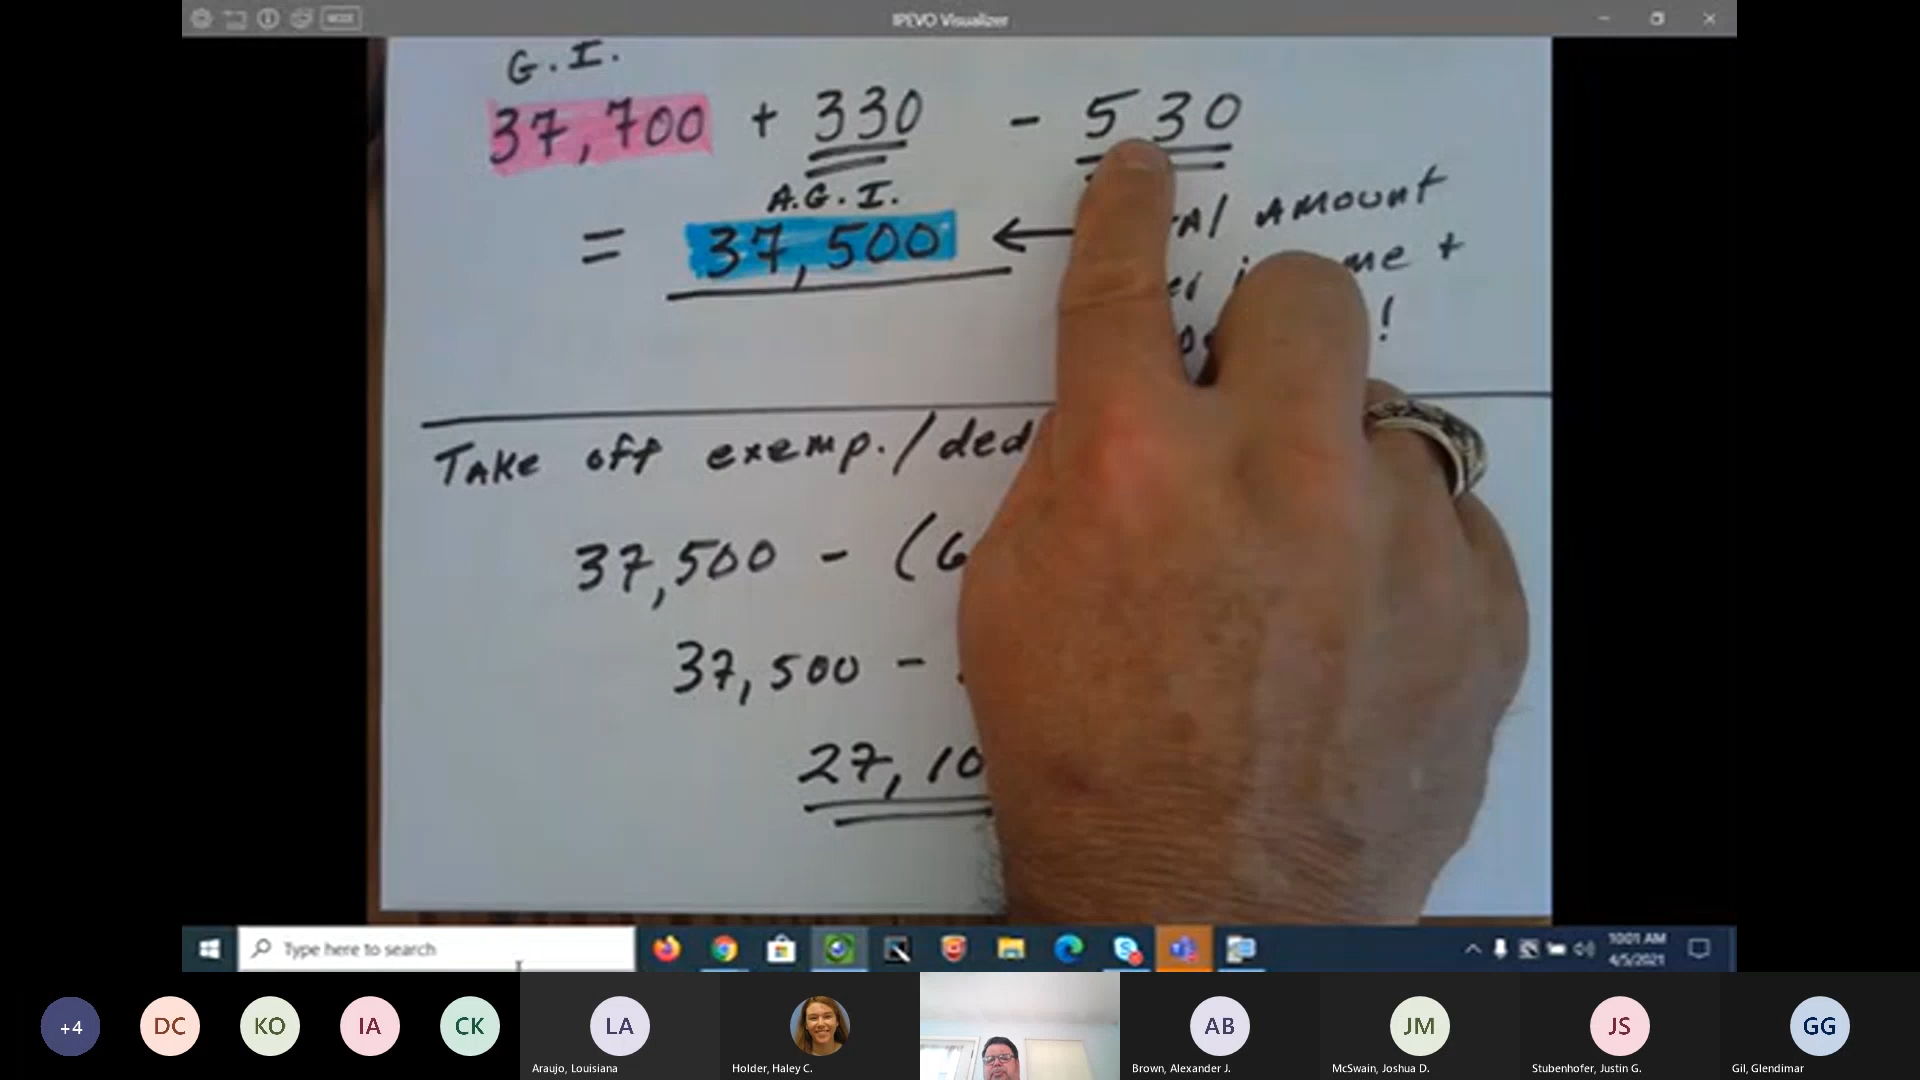 IPEVO Visualizer
MODE
G.I.
37,700 + 330 - 530
A.G.I.
= 37,500 ← AMOUNT
!
Take off exemp./ded
37,500 - (6
37,500 -
27,10
Type here to search
10:01 AM
4/5/2021
+4
DC
KO
IA
CK
LA
AB
JM
JS
GG
Araujo, Louisiana
Holder, Haley C.
Brown, Alexander J.
McSwain, Joshua D.
Stubenhofer, Justin G.
Gil, Glendimar